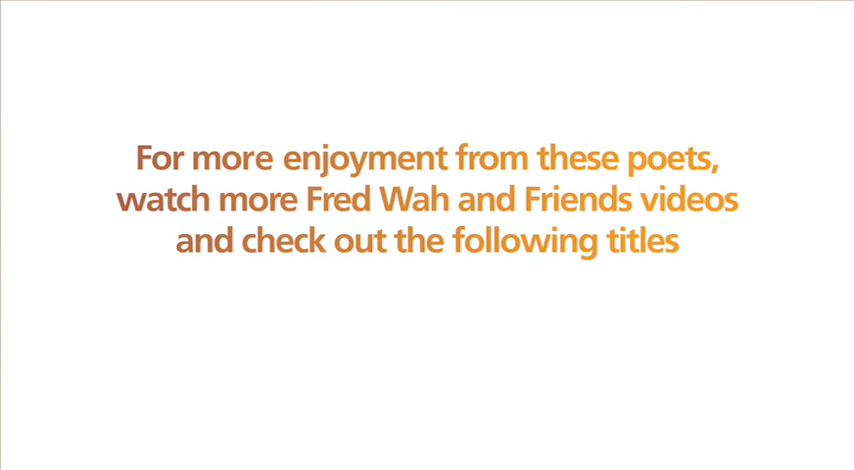 For more enjoyment from these poets,
watch more Fred Wah and Friends videos
and check out the following titles